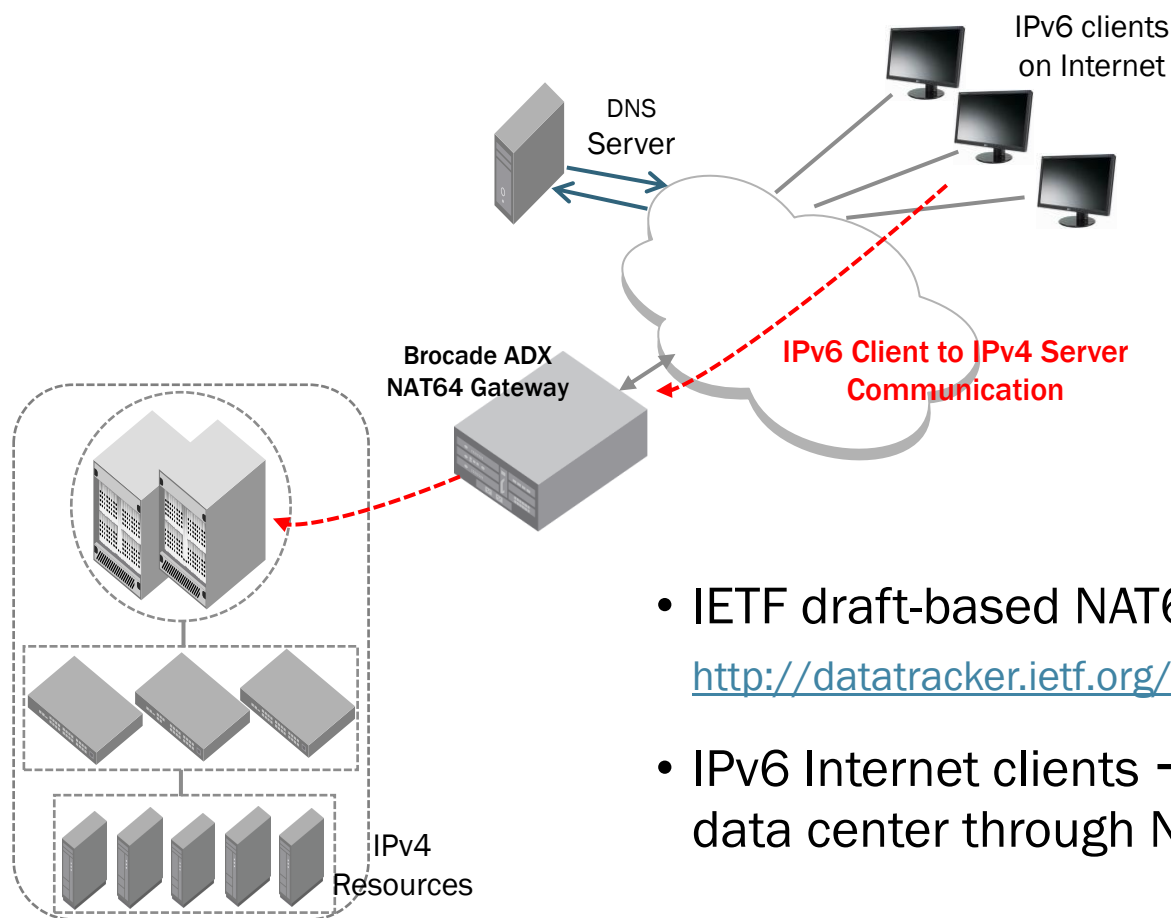 IPv6 clients
on Internet
DNS
Server
Brocade ADX
NAT64 Gateway
IPv6 Client to IPv4 Server
Communication
• IETF draft-based NAT6
http://datatracker.ietf.org/
• IPv6 Internet clients
data center through N
IPv4
Resources